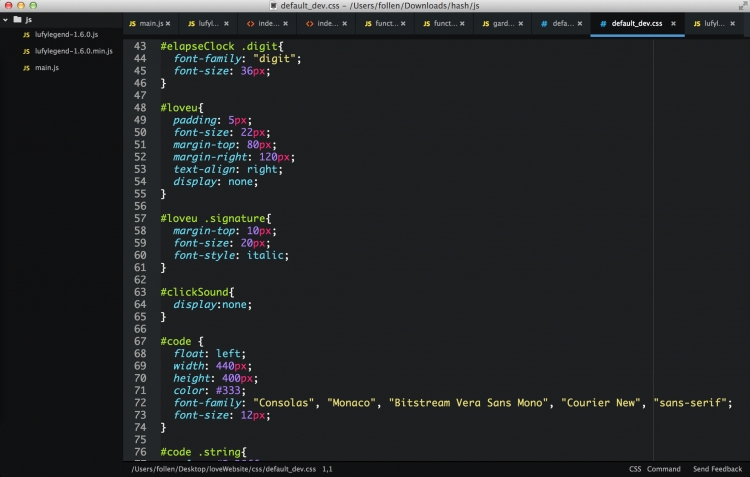 default_dev.css - /Users/follen/Downloads/hash/js
js
lufylegend-1.6.0.js
lufylegend-1.6.0.min.js
main.js
JS main.js ×
JS lufyl... ×
<> inde... ×
<> inde... ×
JS funct... ×
JS funct... ×
JS gard... ×
# defa... ×
# default_dev.css ×
JS lufyl...
43 #elapseClock .digit{
44 font-family: "digit";
45 font-size: 36px;
46 }
47
48 #loveu{
49 padding: 5px;
50 font-size: 22px;
51 margin-top: 80px;
52 margin-right: 120px;
53 text-align: right;
54 display: none;
55 }
56
57 #loveu .signature{
58 margin-top: 10px;
59 font-size: 20px;
60 font-style: italic;
61 }
62
63 #clickSound{
64 display:none;
65 }
66
67 #code {
68 float: left;
69 width: 440px;
70 height: 400px;
71 color: #333;
72 font-family: "Consolas", "Monaco", "Bitstream Vera Sans Mono", "Courier New", "sans-serif";
73 font-size: 12px;
74 }
75
76 #code .string{
/Users/follen/Desktop/loveWebsite/css/default_dev.css 1,1
CSS Command Send Feedback